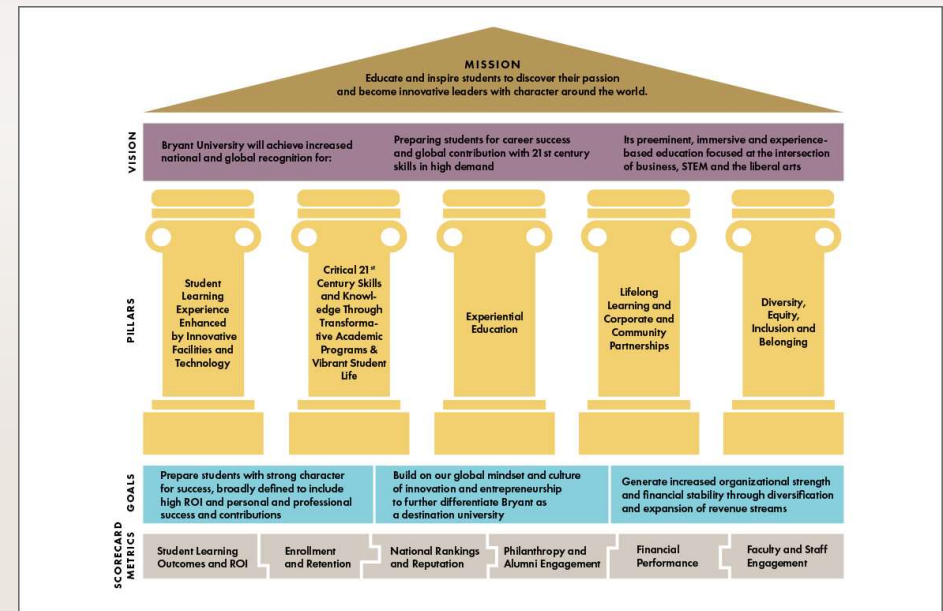 MISSION
Educate and inspire students to discover their passion
and become innovative leaders with character around the world.
VISION
Bryant University will achieve increased
national and global recognition for:
Preparing students for career success
and global contribution with 21st century
skills in high demand
Its preeminent, immersive and experience-
based education focused at the intersection
of business, STEM and the liberal arts
PILLARS
Student
Learning
Experience
Enhanced
by Innovative
Facilities and
Technology
Critical 21st
Century Skills
and Knowl-
edge Through
Transforma-
tive Academic
Programs &
Vibrant Student
Life
Experiential
Education
Lifelong
Learning and
Corporate and
Community
Partnerships
Diversity,
Equity,
Inclusion and
Belonging
GOALS
Prepare students with strong character
for success, broadly defined to include
high ROI and personal and professional
success and contributions
Build on our global mindset and culture
of innovation and entrepreneurship
to further differentiate Bryant as
a destination university
Generate increased organizational strength
and financial stability through diversification
and expansion of revenue streams
SCORECARD
METRICS
Student Learning
Outcomes and ROI
Enrollment
and Retention
National Rankings
and Reputation
Philanthropy and
Alumni Engagement
Financial
Performance
Faculty and Staff
Engagement